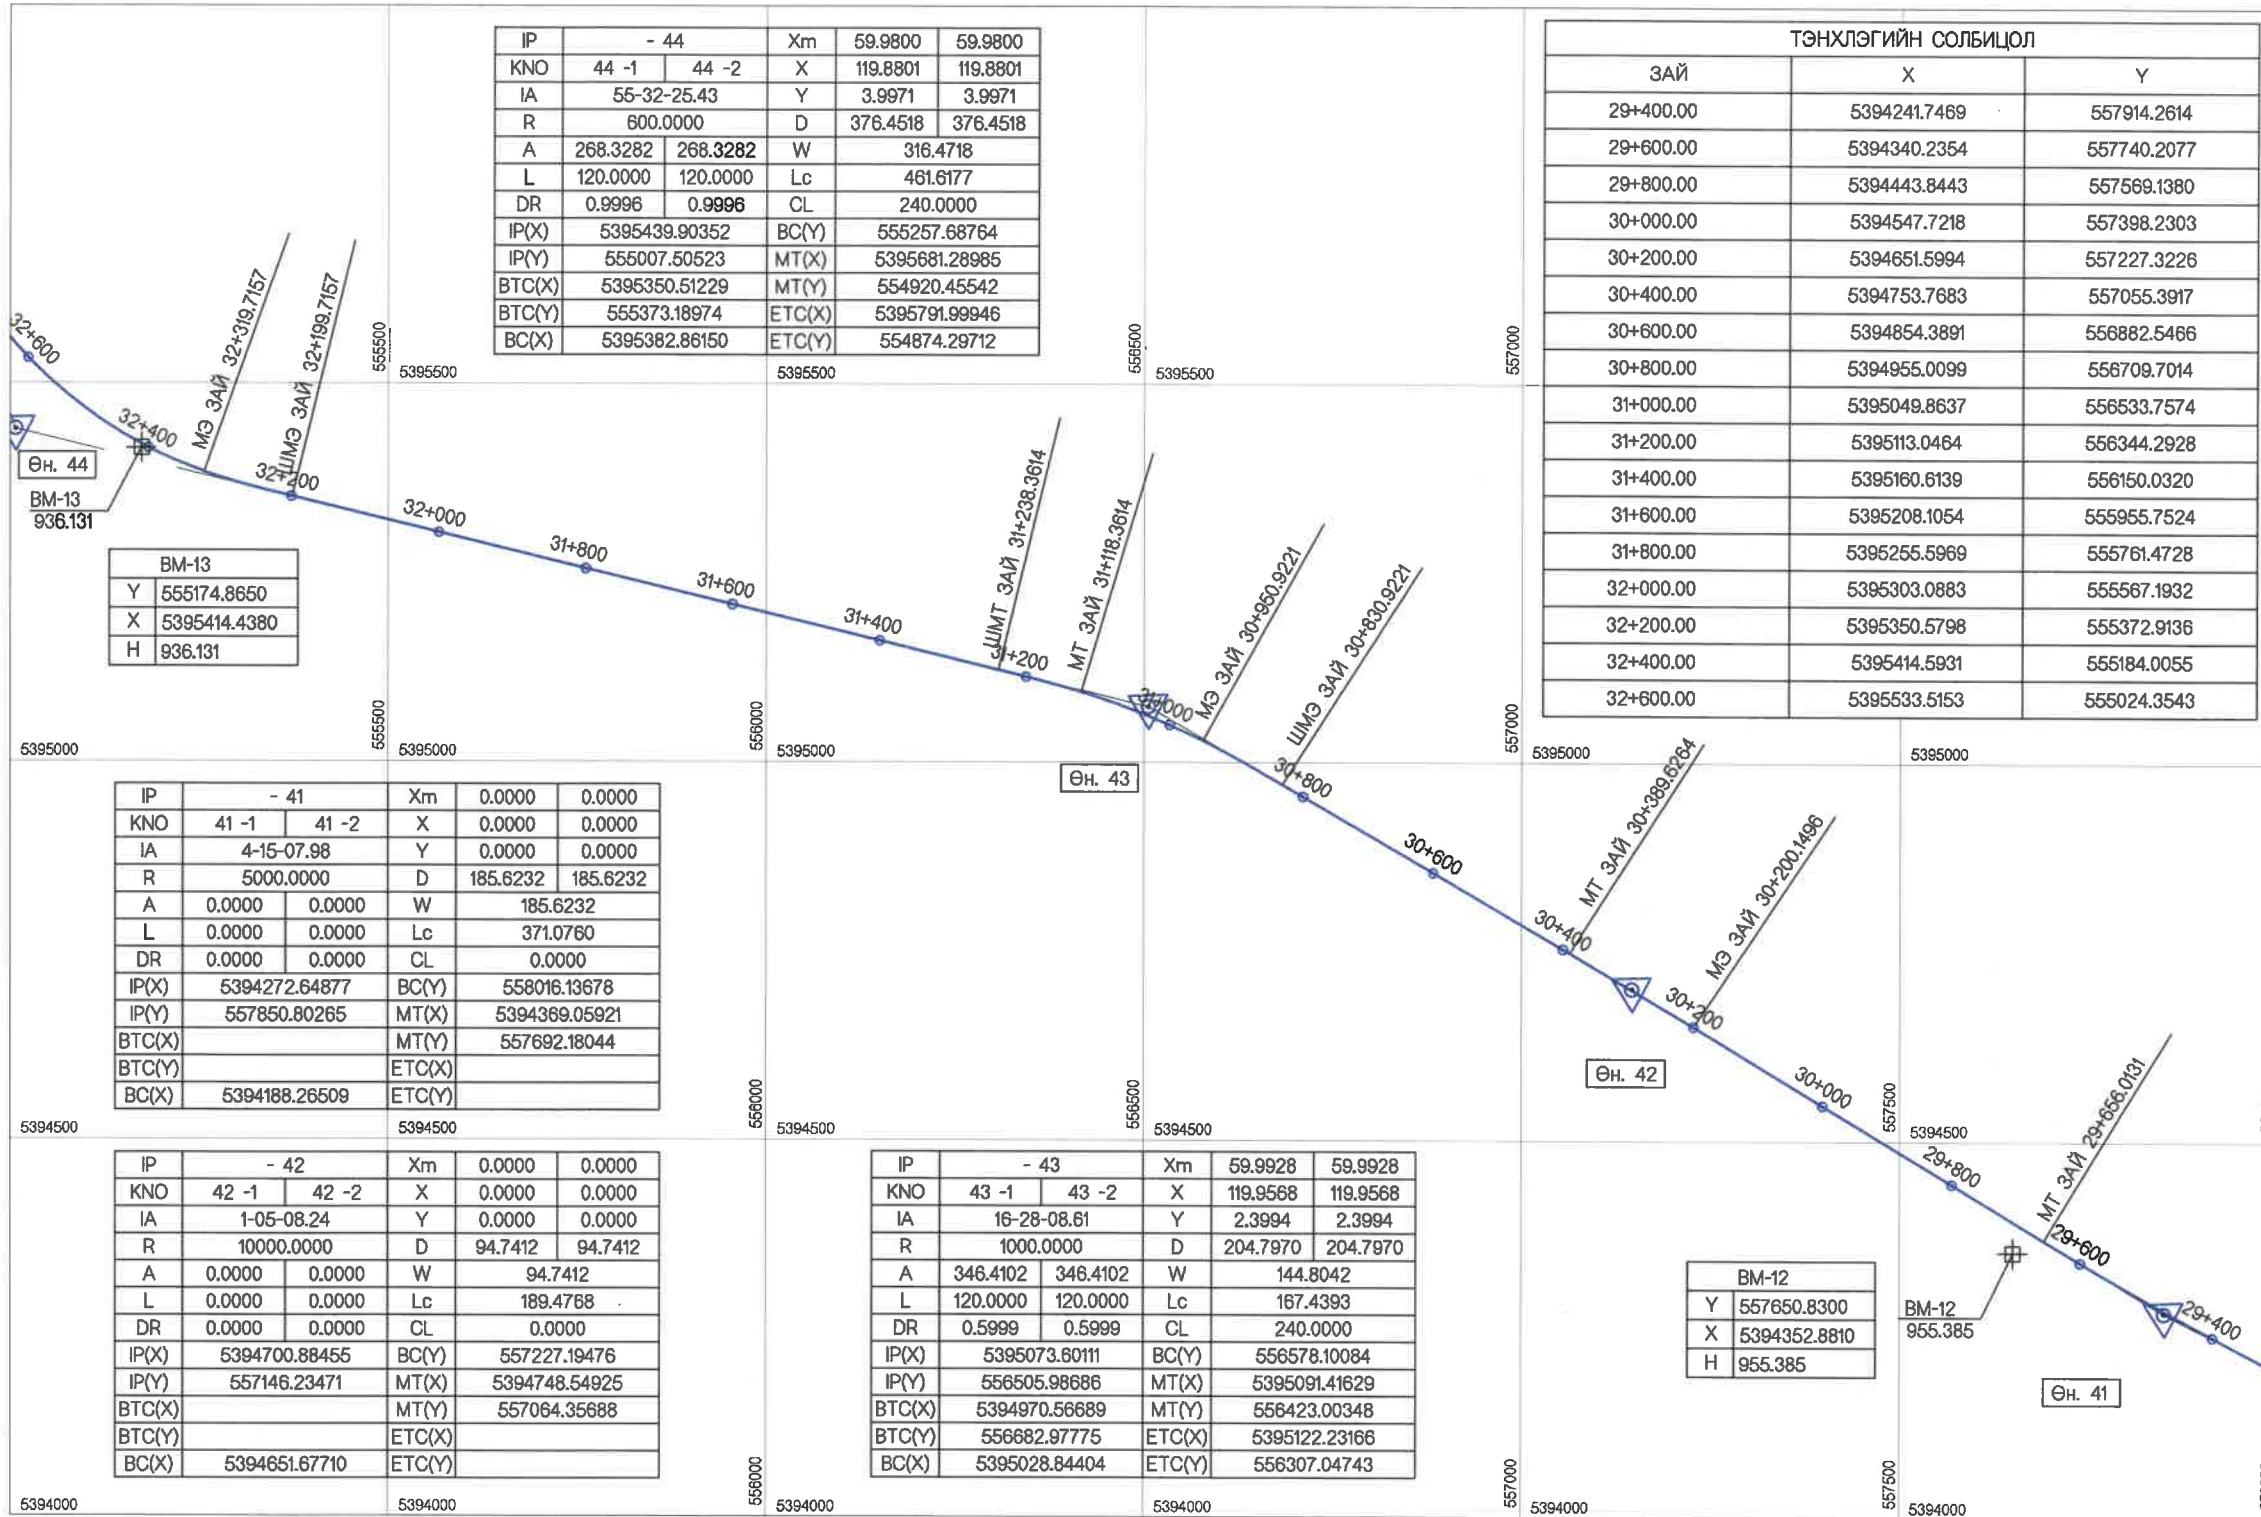 IP - 44 Xm 59.9800 59.9800
KNO 44 -1 44 -2 X 119.8801 119.8801
IA 55-32-25.43 Y 3.9971 3.9971
R 600.0000 D 376.4518 376.4518
A 268.3282 268.3282 W 316.4718
L 120.0000 120.0000 Lc 461.6177
DR 0.9996 0.9996 CL 240.0000
IP(X) 5395439.90352 BC(Y) 555257.68764
IP(Y) 555007.50523 MT(X) 5395681.28985
BTC(X) 5395350.51229 MT(Y) 554920.45542
BTC(Y) 555373.18974 ETC(X) 5395791.99946
BC(X) 5395382.86150 ETC(Y) 554874.29712
ТЭНХЛЭГИЙН СОЛБИЦОЛ
ЗАЙ X Y
29+400.00 5394241.7469 557914.2614
29+600.00 5394340.2354 557740.2077
29+800.00 5394443.8443 557569.1380
30+000.00 5394547.7218 557398.2303
30+200.00 5394651.5994 557227.3226
30+400.00 5394753.7683 557055.3917
30+600.00 5394854.3891 556882.5466
30+800.00 5394955.0099 556709.7014
31+000.00 5395049.8637 556533.7574
31+200.00 5395113.0464 556344.2928
31+400.00 5395160.6139 556150.0320
31+600.00 5395208.1054 555955.7524
31+800.00 5395255.5969 555761.4728
32+000.00 5395303.0883 555567.1932
32+200.00 5395350.5798 555372.9136
32+400.00 5395414.5931 555184.0055
32+600.00 5395533.5153 555024.3543
32+600
МЭ ЗАЙ 32+319.7157
ШМЭ ЗАЙ 32+199.7157
555500
5395500
5395500
556500
5395500
557000
32+400
Өн. 44
BM-13
936.131
32+200
32+000
31+800
31+600
31+400
ШМТ ЗАЙ 31+238.3614
31+200
МТ ЗАЙ 31+118.3614
31+000
МЭ ЗАЙ 30+950.9221
ШМЭ ЗАЙ 30+830.9221
BM-13
Y 555174.8650
X 5395414.4380
H 936.131
5395000
555500
5395000
556000
5395000
557000
5395000
5395000
Өн. 43
30+800
30+600
МТ ЗАЙ 30+389.6264
30+400
МЭ ЗАЙ 30+200.1496
30+200
Өн. 42
30+000
IP - 41 Xm 0.0000 0.0000
KNO 41 -1 41 -2 X 0.0000 0.0000
IA 4-15-07.98 Y 0.0000 0.0000
R 5000.0000 D 185.6232 185.6232
A 0.0000 0.0000 W 185.6232
L 0.0000 0.0000 Lc 371.0760
DR 0.0000 0.0000 CL 0.0000
IP(X) 5394272.64877 BC(Y) 558016.13678
IP(Y) 557850.80265 MT(X) 5394369.05921
BTC(X) MT(Y) 557692.18044
BTC(Y) ETC(X)
BC(X) 5394188.26509 ETC(Y)
5394500
5394500
556000
5394500
556500
5394500
557500
5394500
29+800
МТ ЗАЙ 29+656.0131
29+600
29+400
IP - 42 Xm 0.0000 0.0000
KNO 42 -1 42 -2 X 0.0000 0.0000
IA 1-05-08.24 Y 0.0000 0.0000
R 10000.0000 D 94.7412 94.7412
A 0.0000 0.0000 W 94.7412
L 0.0000 0.0000 Lc 189.4768
DR 0.0000 0.0000 CL 0.0000
IP(X) 5394700.88455 BC(Y) 557227.19476
IP(Y) 557146.23471 MT(X) 5394748.54925
BTC(X) MT(Y) 557064.35688
BTC(Y) ETC(X)
BC(X) 5394651.67710 ETC(Y)
IP - 43 Xm 59.9928 59.9928
KNO 43 -1 43 -2 X 119.9568 119.9568
IA 16-28-08.61 Y 2.3994 2.3994
R 1000.0000 D 204.7970 204.7970
A 346.4102 346.4102 W 144.8042
L 120.0000 120.0000 Lc 167.4393
DR 0.5999 0.5999 CL 240.0000
IP(X) 5395073.60111 BC(Y) 556578.10084
IP(Y) 556505.98686 MT(X) 5395091.41629
BTC(X) 5394970.56689 MT(Y) 556423.00348
BTC(Y) 556682.97775 ETC(X) 5395122.23166
BC(X) 5395028.84404 ETC(Y) 556307.04743
BM-12
Y 557650.8300
X 5394352.8810
H 955.385
BM-12
955.385
Өн. 41
5394000
5394000
556000
5394000
5394000
557000
5394000
557500
5394000